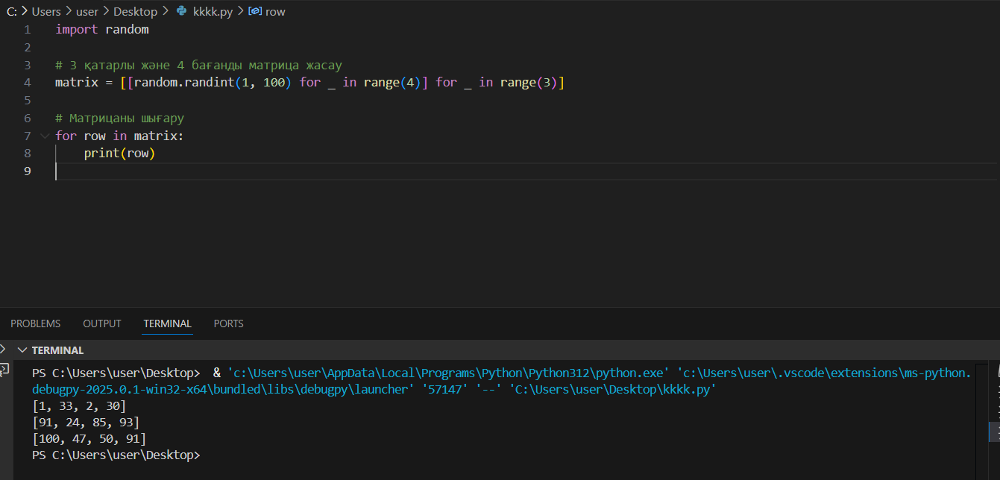 C: > Users > user > Desktop > kkkk.py > row
1 import random
2
3 # 3 қатарлы және 4 бағанды матрица жасау
4 matrix = [[random.randint(1, 100) for _ in range(4)] for _ in range(3)]
5
6 # Матрицаны шығару
7 for row in matrix:
8     print(row)
9
PROBLEMS OUTPUT TERMINAL PORTS
TERMINAL
PS C:\Users\user\Desktop>  & 'c:\Users\user\AppData\Local\Programs\Python\Python312\python.exe' 'c:\Users\user\.vscode\extensions\ms-python.
debugpy-2025.0.1-win32-x64\bundled\libs\debugpy\launcher' '57147' '--' 'C:\Users\user\Desktop\kkkk.py'
[1, 33, 2, 30]
[91, 24, 85, 93]
[100, 47, 50, 91]
PS C:\Users\user\Desktop>